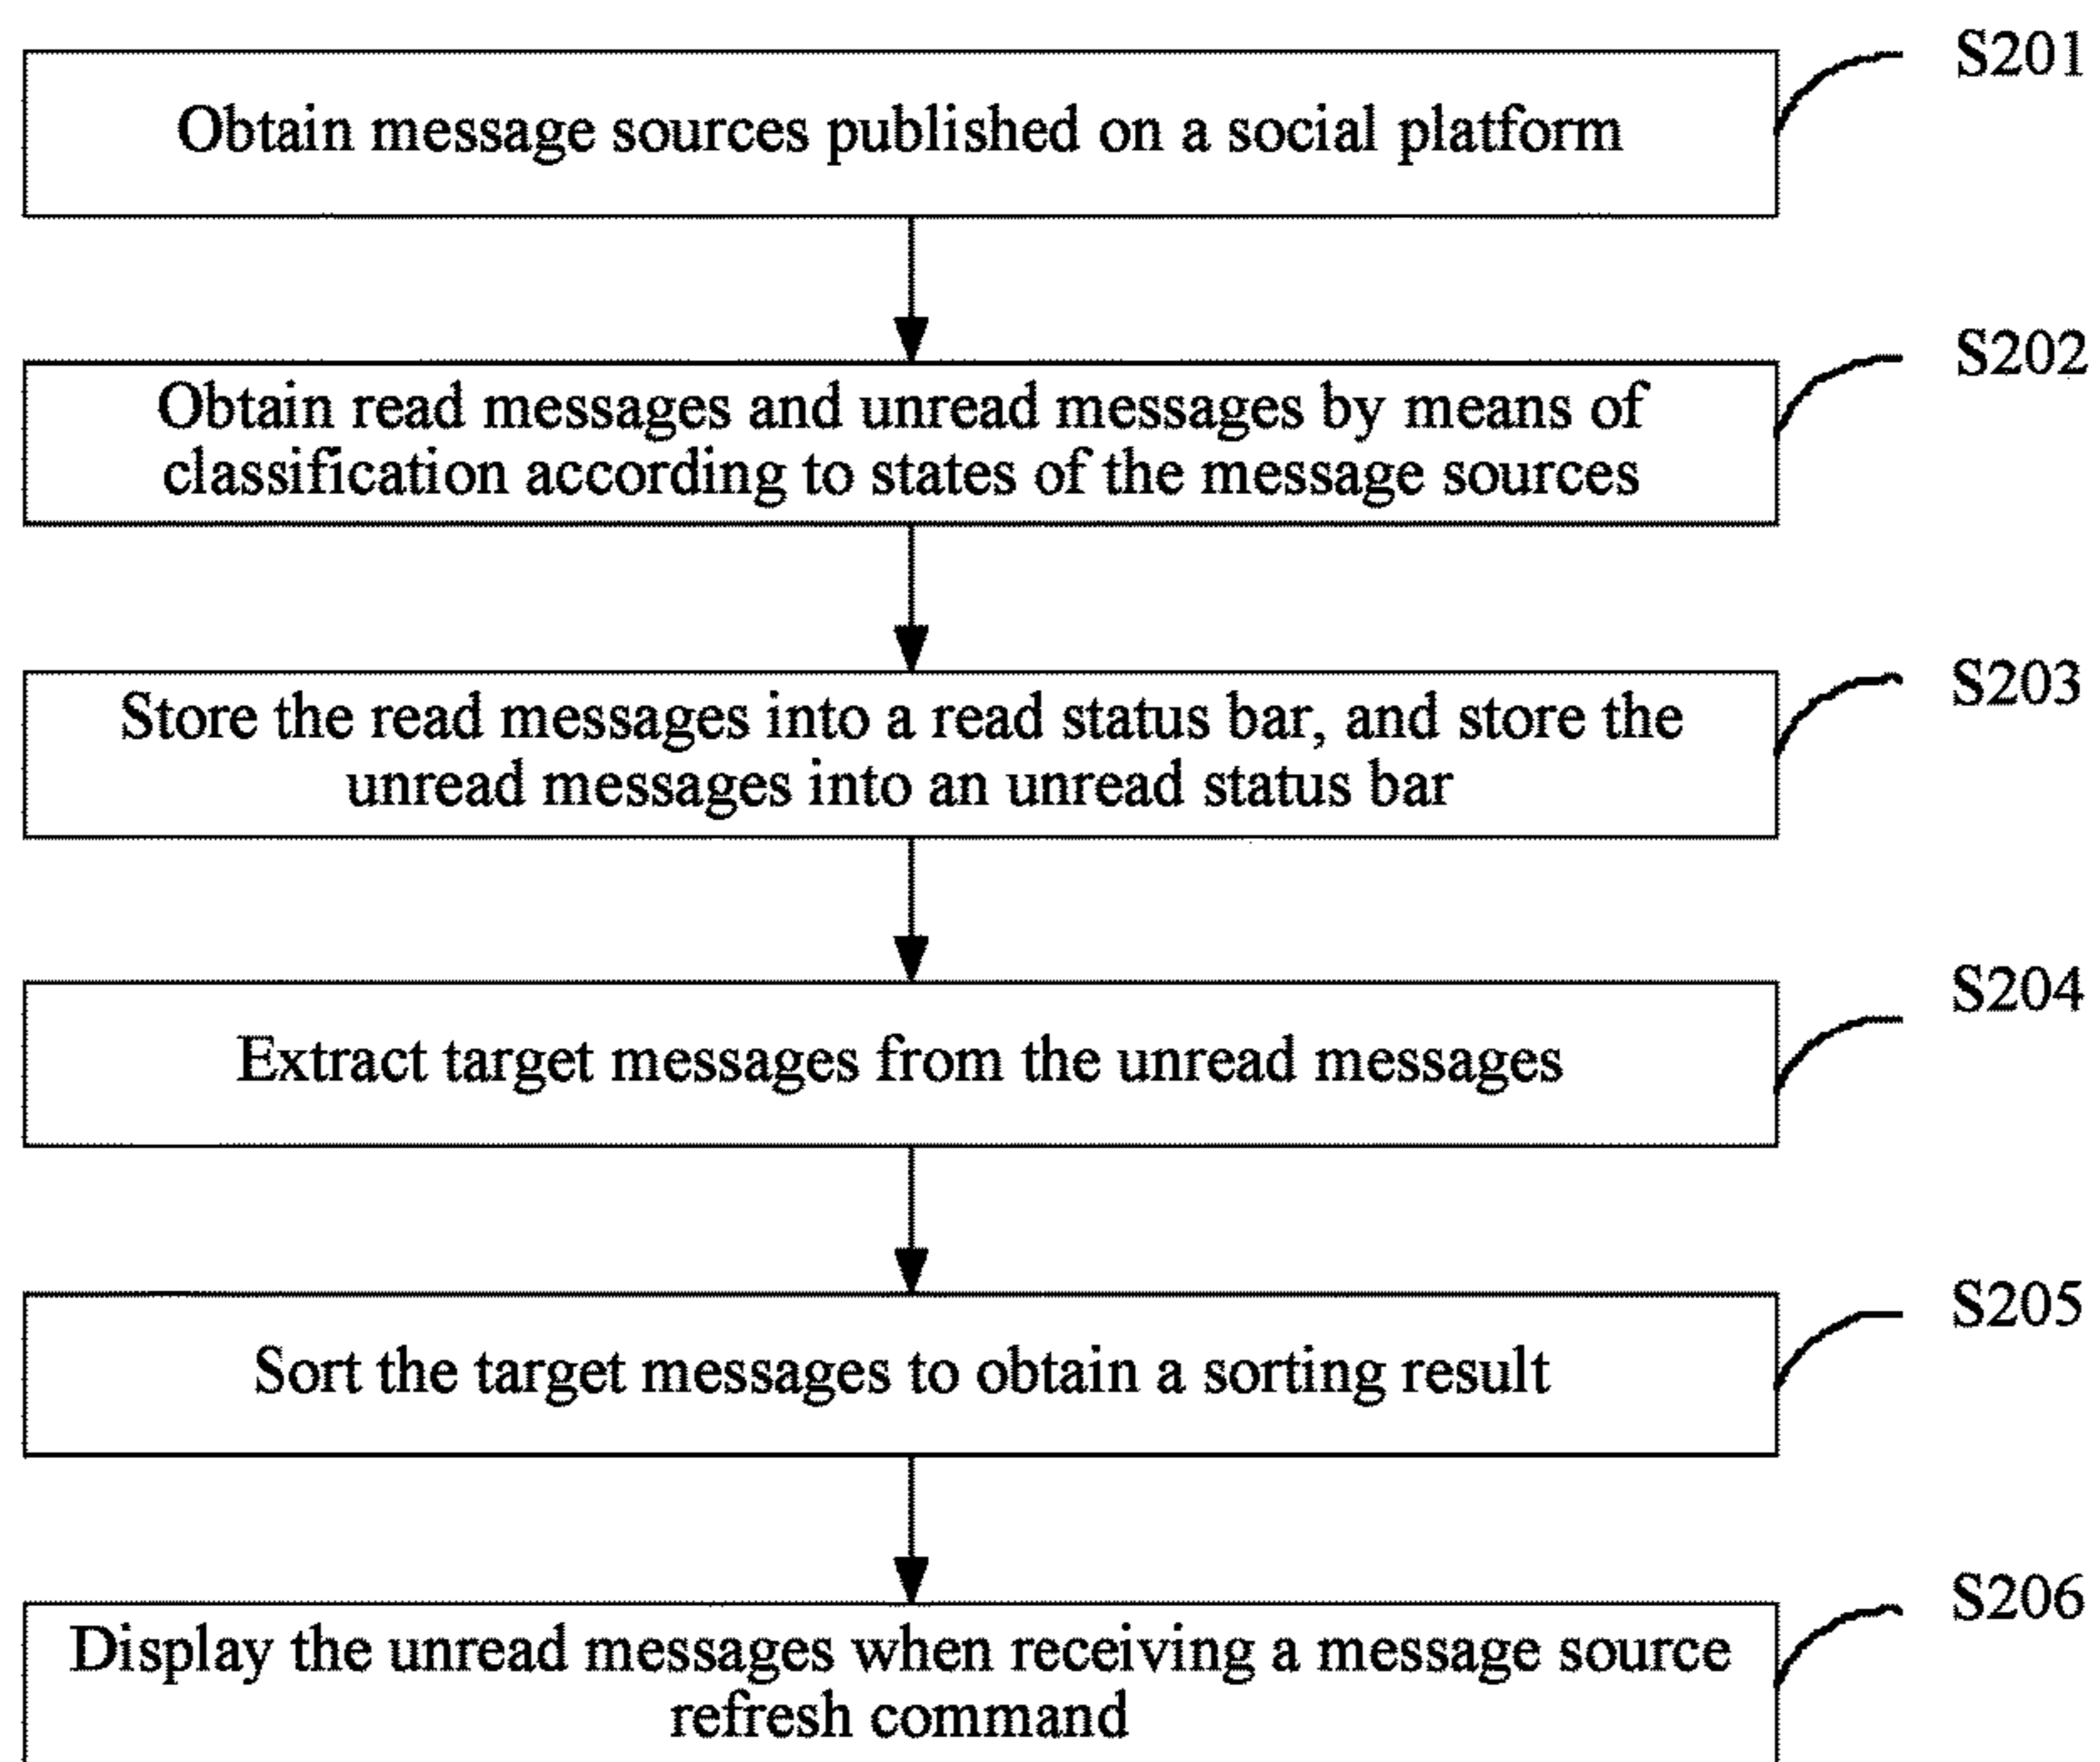 S201
Obtain message sources published on a social platform
S202
Obtain read messages and unread messages by means of
classification according to states of the message sources
S203
Store the read messages into a read status bar, and store the
unread messages into an unread status bar
S204
Extract target messages from the unread messages
S205
Sort the target messages to obtain a sorting result
S206
Display the unread messages when receiving a message source
refresh command